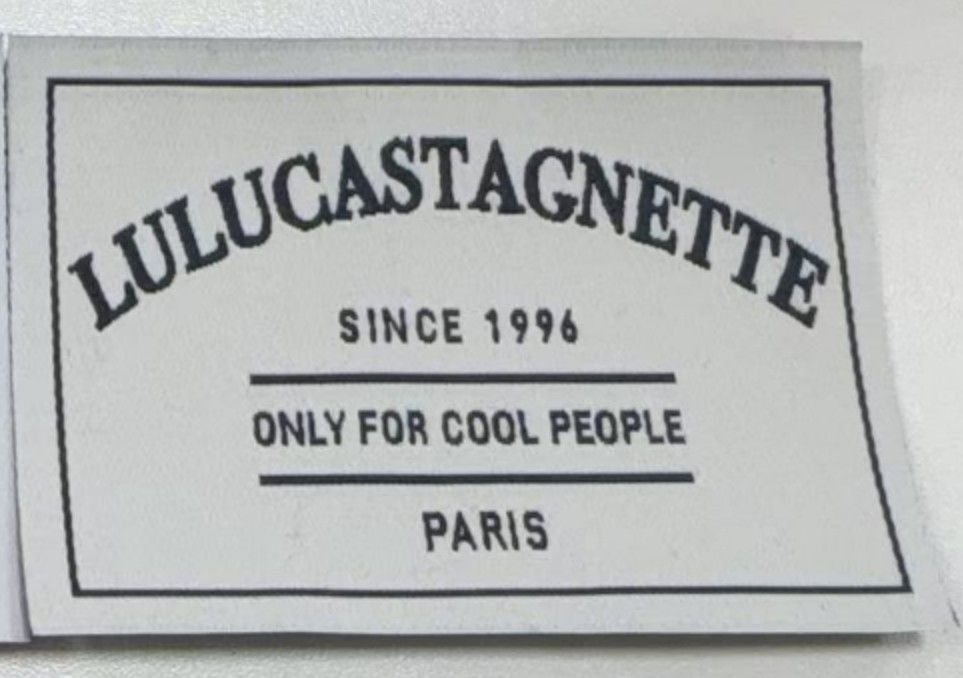 LULUCASTAGNETTE
SINCE 1996
ONLY FOR COOL PEOPLE
PARIS